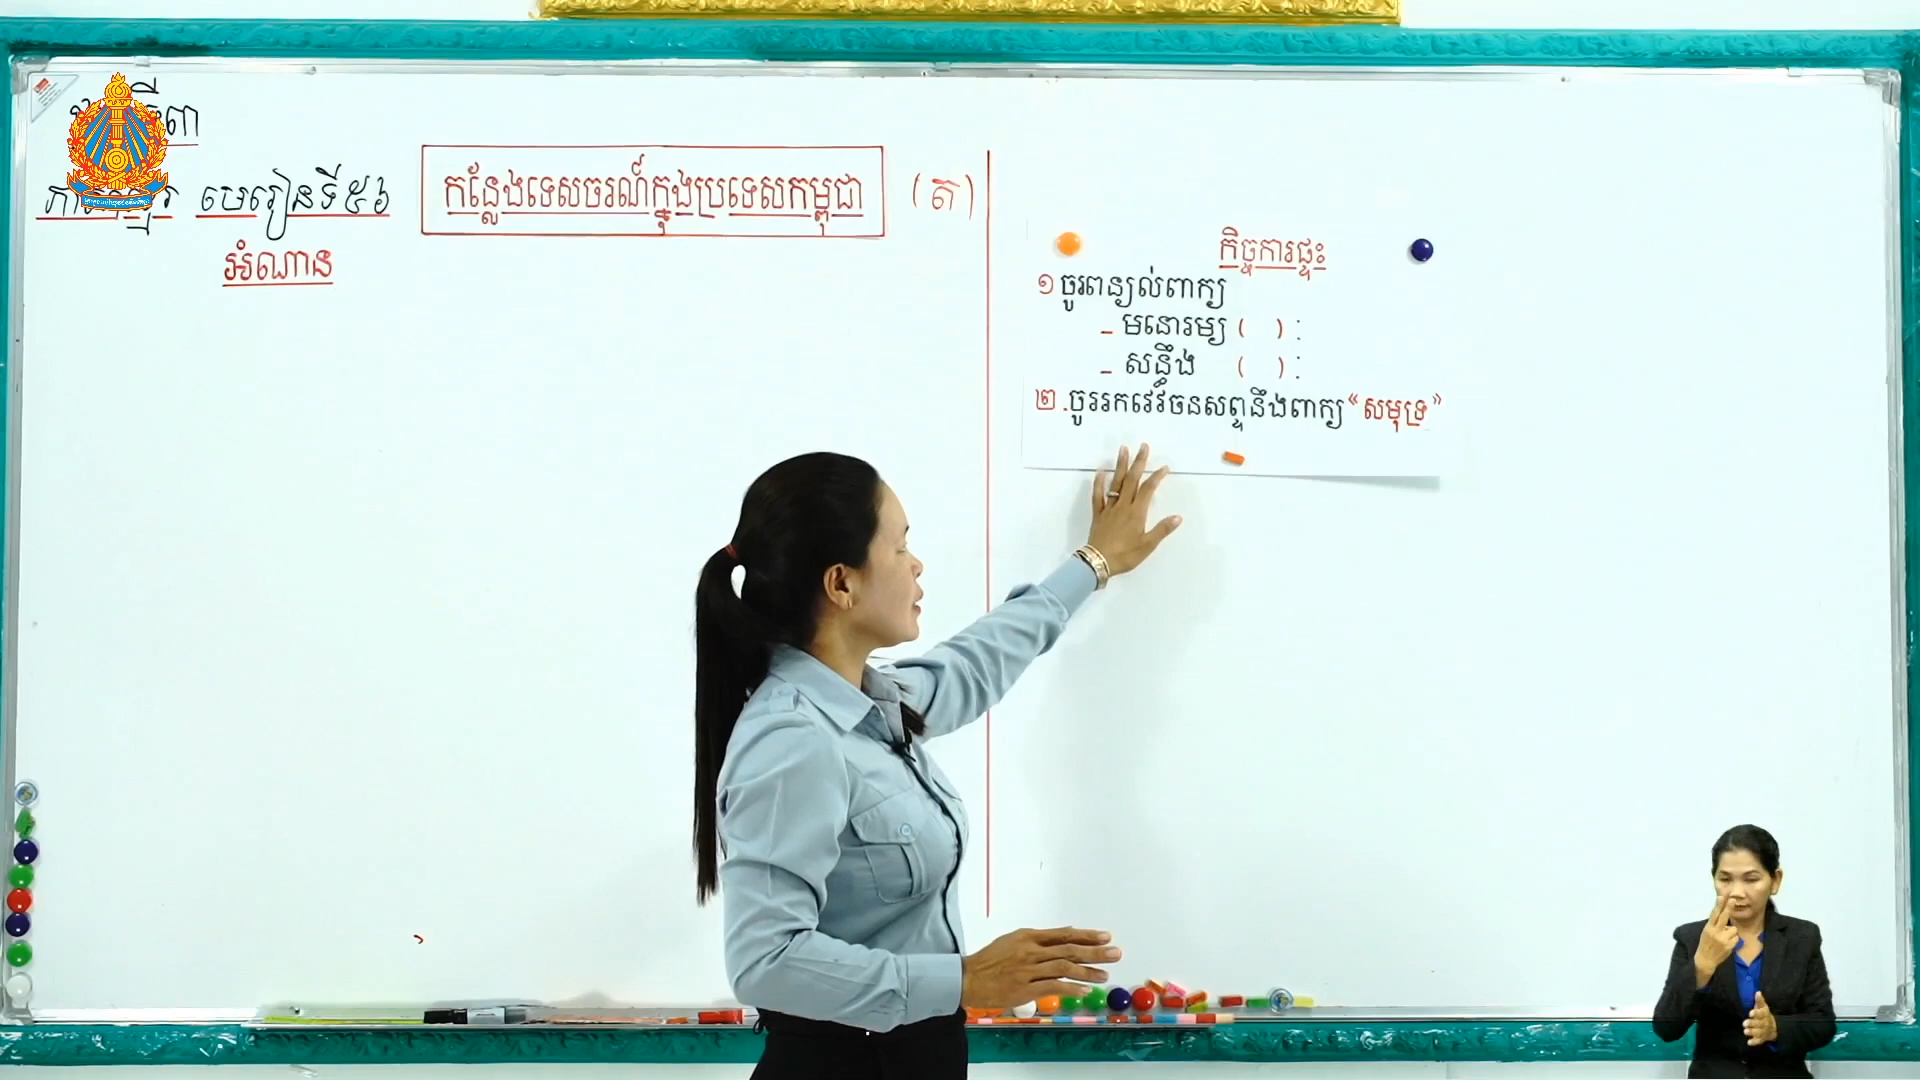 មេរៀនទី៥៦ កន្លែងទេសចរណ៍ក្នុងប្រទេសកម្ពុជា (ត)
អំណាន
កិច្ចការផ្ទះ
១ ចូរពន្យល់ពាក្យ
- មនោរម្យ ( ) :
- សន្ធឹង ( ) :
២. ចូររកវេវចនសព្ទនឹងពាក្យ “សមុទ្រ”